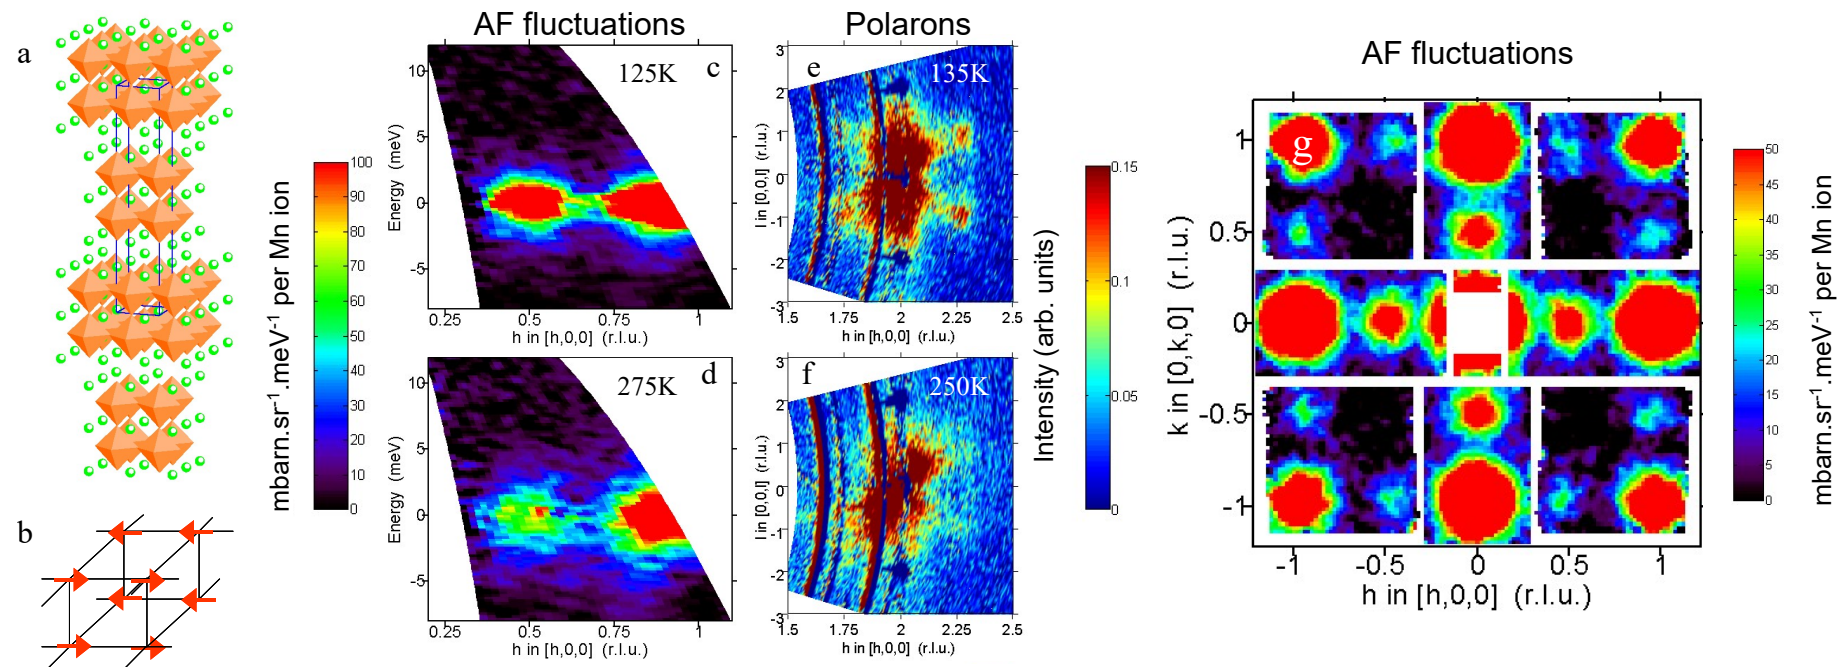 a
b
mbarn.sr-1.meV-1 per Mn ion
100
90
80
70
60
50
40
30
20
10
0
AF fluctuations
125K
c
Energy (meV)
10
5
0
-5
0.25
0.5
0.75
1
h in [h,0,0] (r.l.u.)
275K
d
Energy (meV)
10
5
0
-5
0.25
0.5
0.75
1
h in [h,0,0] (r.l.u.)
Polarons
e
135K
l in [0,0,l] (r.l.u.)
3
2
1
0
-1
-2
-3
1.5
1.75
2
2.25
2.5
h in [h,0,0] (r.l.u.)
f
250K
l in [0,0,l] (r.l.u.)
3
2
1
0
-1
-2
-3
1.5
1.75
2
2.25
2.5
h in [h,0,0] (r.l.u.)
Intensity (arb. units)
0.15
0.1
0.05
0
AF fluctuations
g
k in [0,k,0] (r.l.u.)
1
0.5
0
-0.5
-1
-1
-0.5
0
0.5
1
h in [h,0,0] (r.l.u.)
50
45
40
35
30
25
20
15
10
5
0
mbarn.sr-1.meV-1 per Mn ion